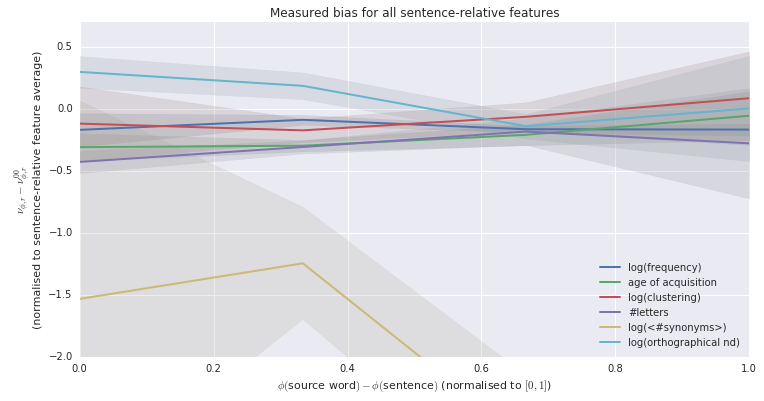 Measured bias for all sentence-relative features
ν_{ϕ,r} − ν^{00}_{ϕ,r}
(normalised to sentence-relative feature average)
0.5
0.0
−0.5
−1.0
−1.5
−2.0
log(frequency)
age of acquisition
log(clustering)
#letters
log(<#synonyms>)
log(orthographical nd)
0.0 0.2 0.4 0.6 0.8 1.0
ϕ(source word) − ϕ(sentence) (normalised to [0, 1])